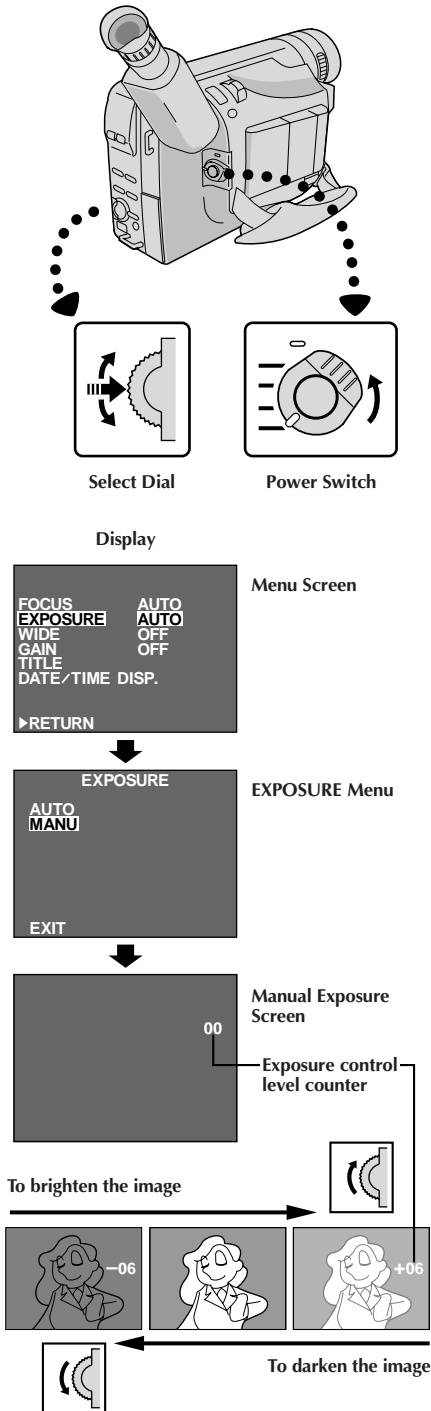 Select Dial
Power Switch
Display
Menu Screen
FOCUS AUTO
EXPOSURE AUTO
WIDE OFF
GAIN OFF
TITLE
DATE/TIME DISP.
▶RETURN
EXPOSURE Menu
EXPOSURE
AUTO
MANU
EXIT
Manual Exposure
Screen
00
Exposure control
level counter
To brighten the image
–06
+06
To darken the image